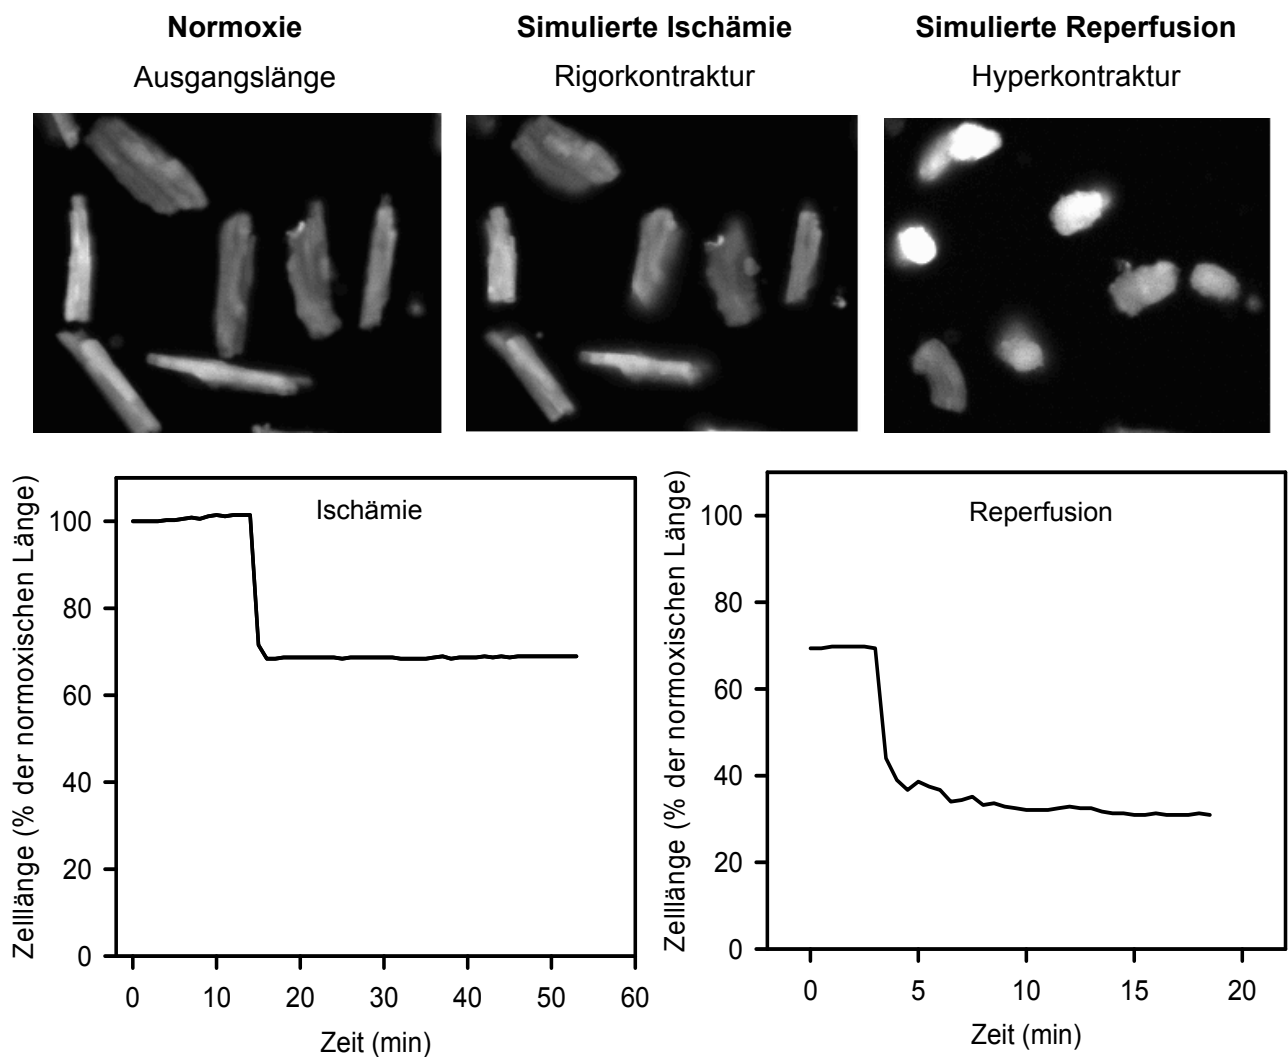 Normoxie
Ausgangslänge
Simulierte Ischämie
Rigorkontraktur
Simulierte Reperfusion
Hyperkontraktur
Zelllänge (% der normoxischen Länge)
100
80
60
40
20
0
Ischämie
0 10 20 30 40 50 60
Zeit (min)
Zelllänge (% der normoxischen Länge)
100
80
60
40
20
0
Reperfusion
0 5 10 15 20
Zeit (min)